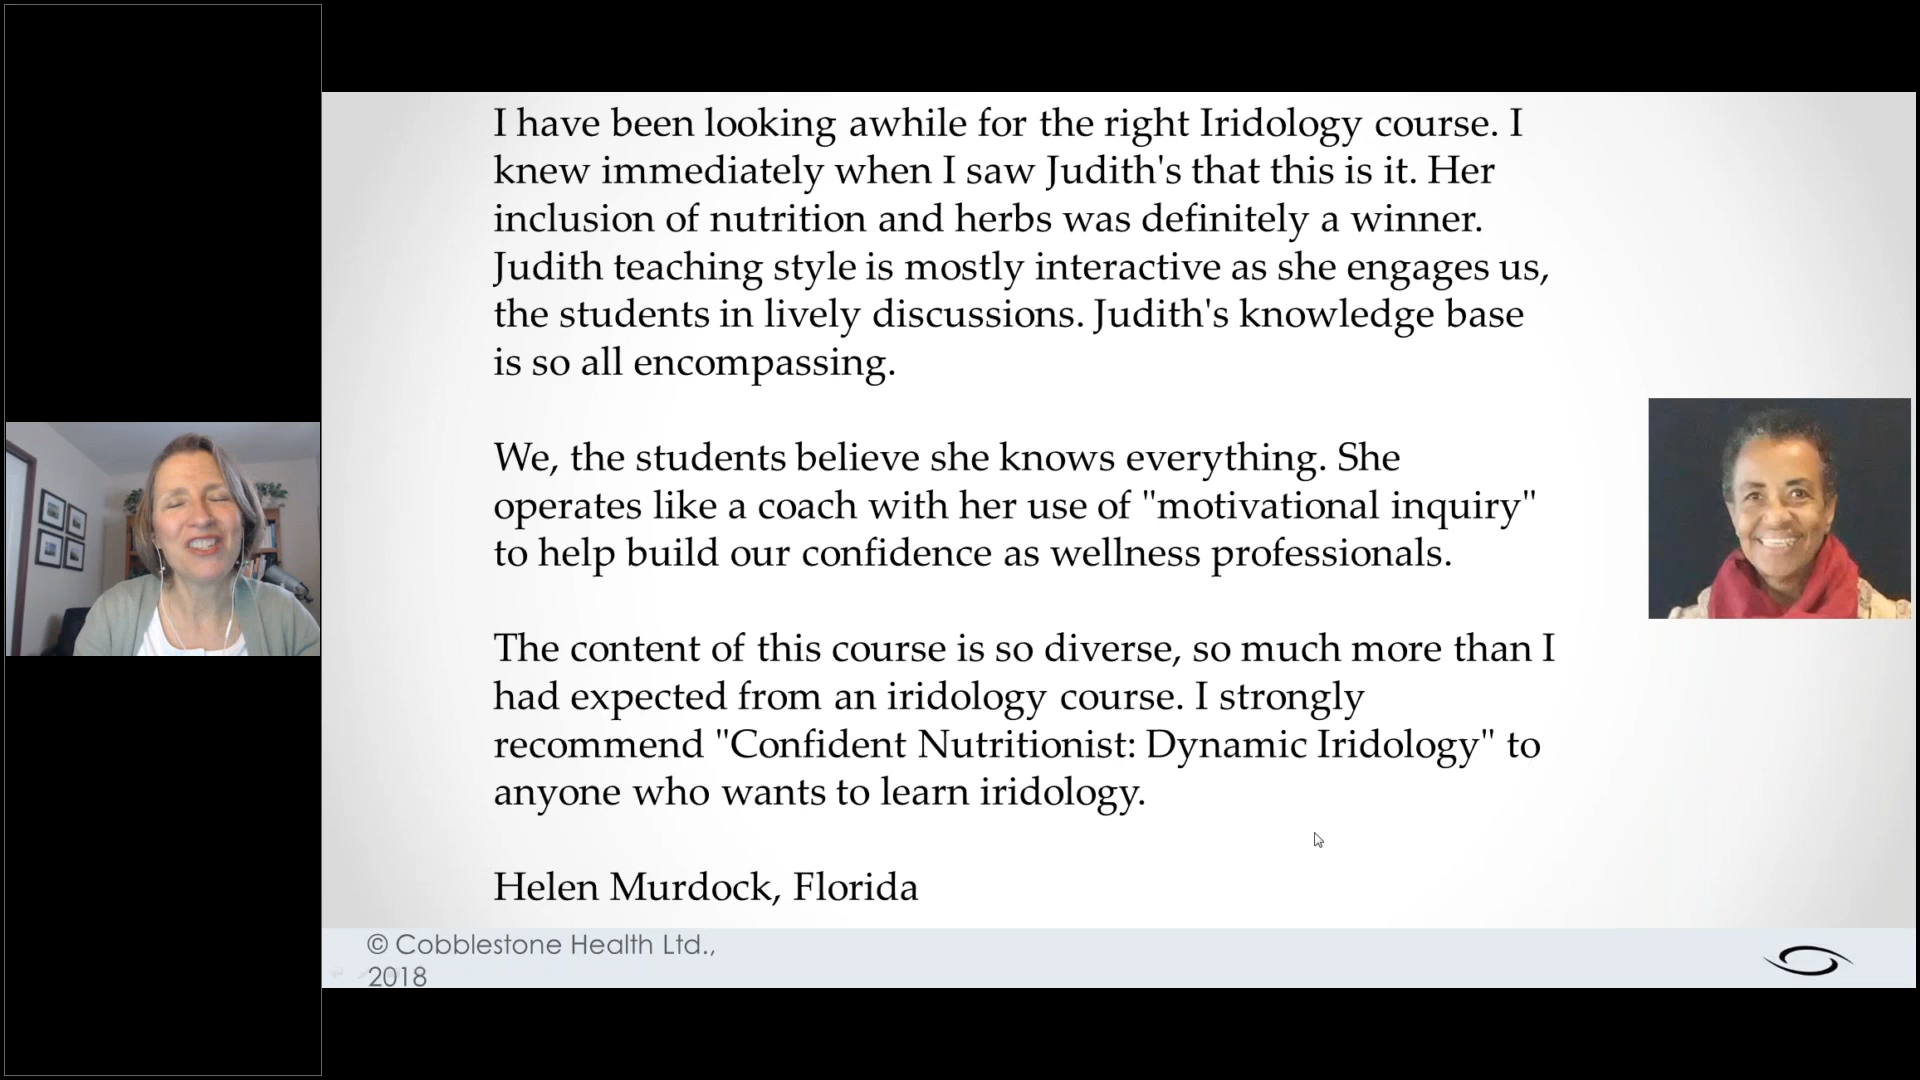 I have been looking awhile for the right Iridology course. I
knew immediately when I saw Judith's that this is it. Her
inclusion of nutrition and herbs was definitely a winner.
Judith teaching style is mostly interactive as she engages us,
the students in lively discussions. Judith's knowledge base
is so all encompassing.
We, the students believe she knows everything. She
operates like a coach with her use of "motivational inquiry"
to help build our confidence as wellness professionals.
The content of this course is so diverse, so much more than I
had expected from an iridology course. I strongly
recommend "Confident Nutritionist: Dynamic Iridology" to
anyone who wants to learn iridology.
Helen Murdock, Florida
© Cobblestone Health Ltd.,
2018